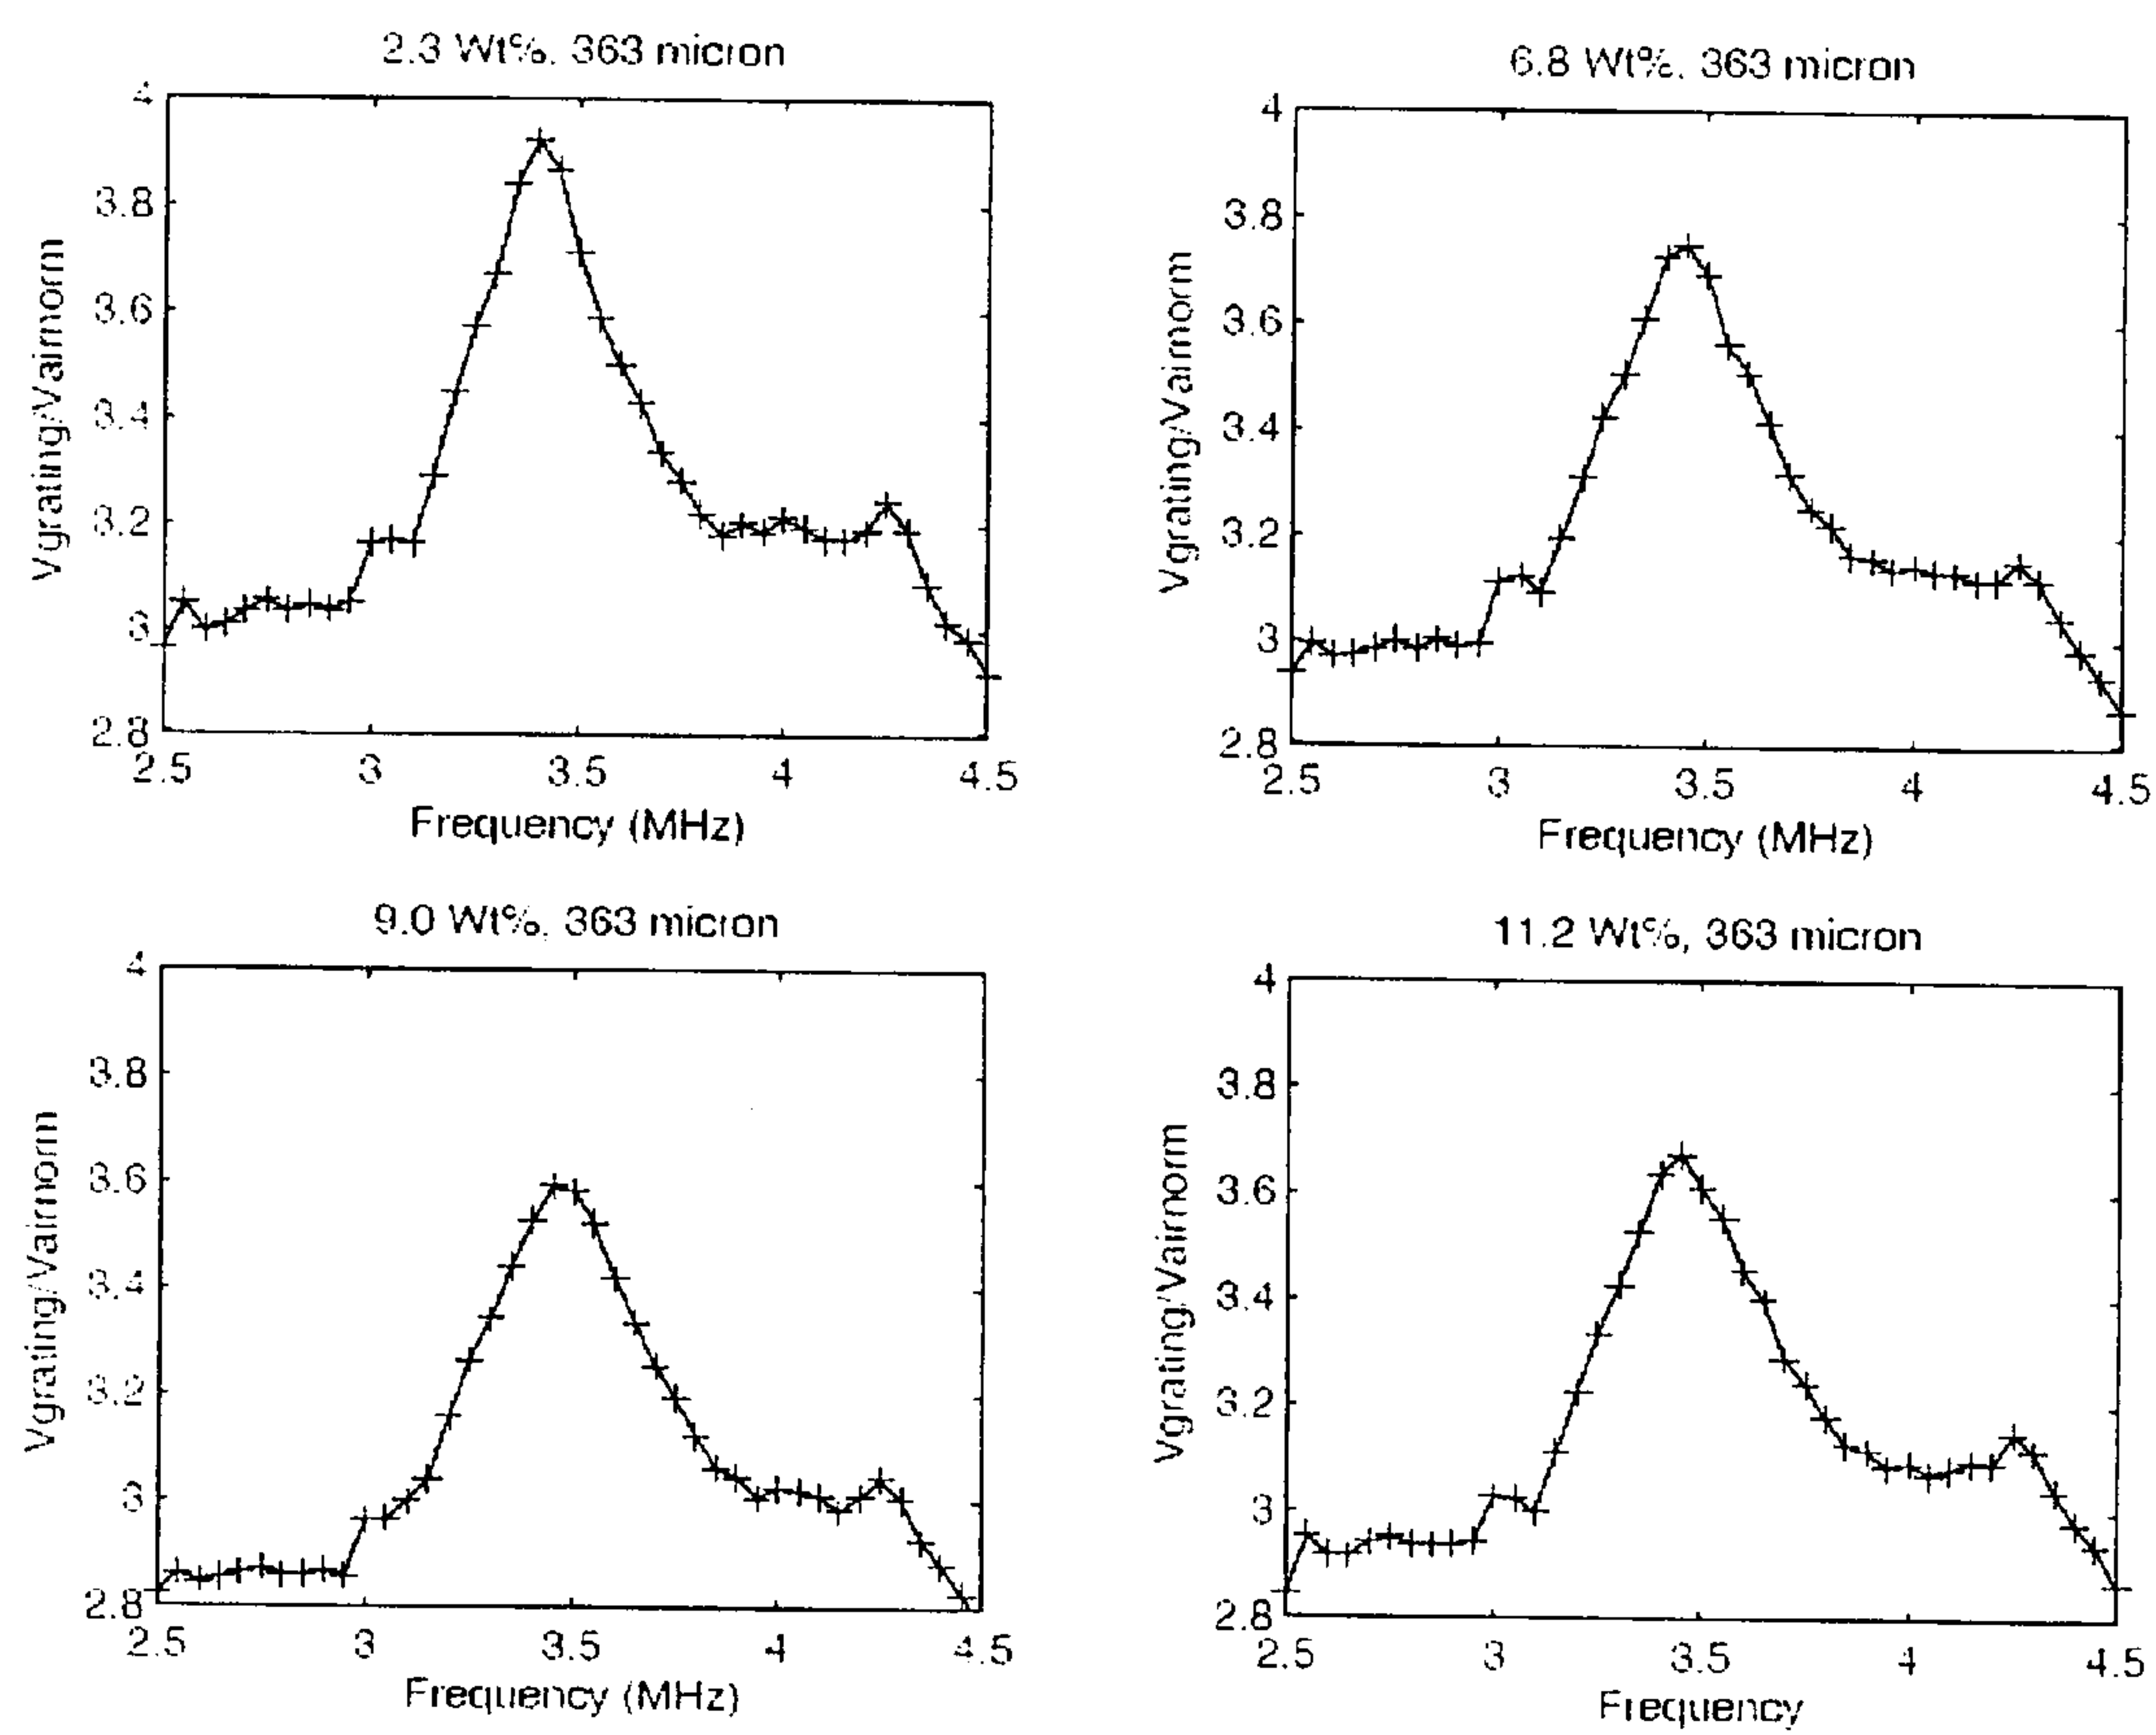 2.3 Wt%, 363 micron
4
3.8
3.6
3.4
3.2
3
2.8
2.5 3 3.5 4 4.5
Vgrating/Vairnorm
Frequency (MHz)
6.8 Wt%, 363 micron
4
3.8
3.6
3.4
3.2
3
2.8
2.5 3 3.5 4 4.5
Vgrating/Vairnorm
Frequency (MHz)
9.0 Wt%, 363 micron
4
3.8
3.6
3.4
3.2
3
2.8
2.5 3 3.5 4 4.5
Vgrating/Vairnorm
Frequency (MHz)
11.2 Wt%, 363 micron
4
3.8
3.6
3.4
3.2
3
2.8
2.5 3 3.5 4 4.5
Vgrating/Vairnorm
Frequency